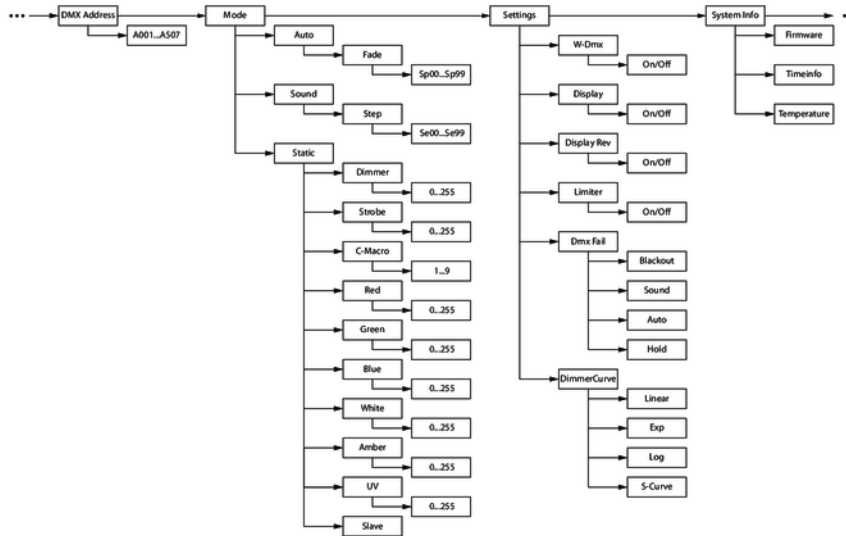 DMX Address
A001...A507
Mode
Auto
Fade
Sp00...Sp99
Sound
Step
Se00...Se99
Static
Dimmer
0...255
Strobe
0...255
C-Macro
1...9
Red
0...255
Green
0...255
Blue
0...255
White
0...255
Amber
0...255
UV
0...255
Slave
Settings
W-Dmx
On/Off
Display
On/Off
Display Rev
On/Off
Limiter
On/Off
Dmx Fail
Blackout
Sound
Auto
Hold
DimmerCurve
Linear
Exp
Log
S-Curve
System Info
Firmware
Timeinfo
Temperature